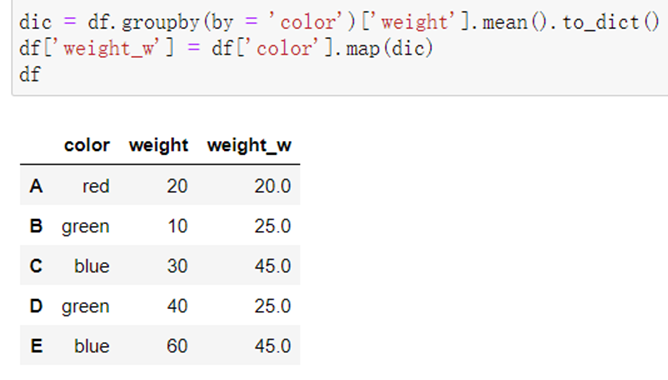 dic = df.groupby(by = 'color')['weight'].mean().to_dict()
df['weight_w'] = df['color'].map(dic)
df
color weight weight_w
A red 20 20.0
B green 10 25.0
C blue 30 45.0
D green 40 25.0
E blue 60 45.0